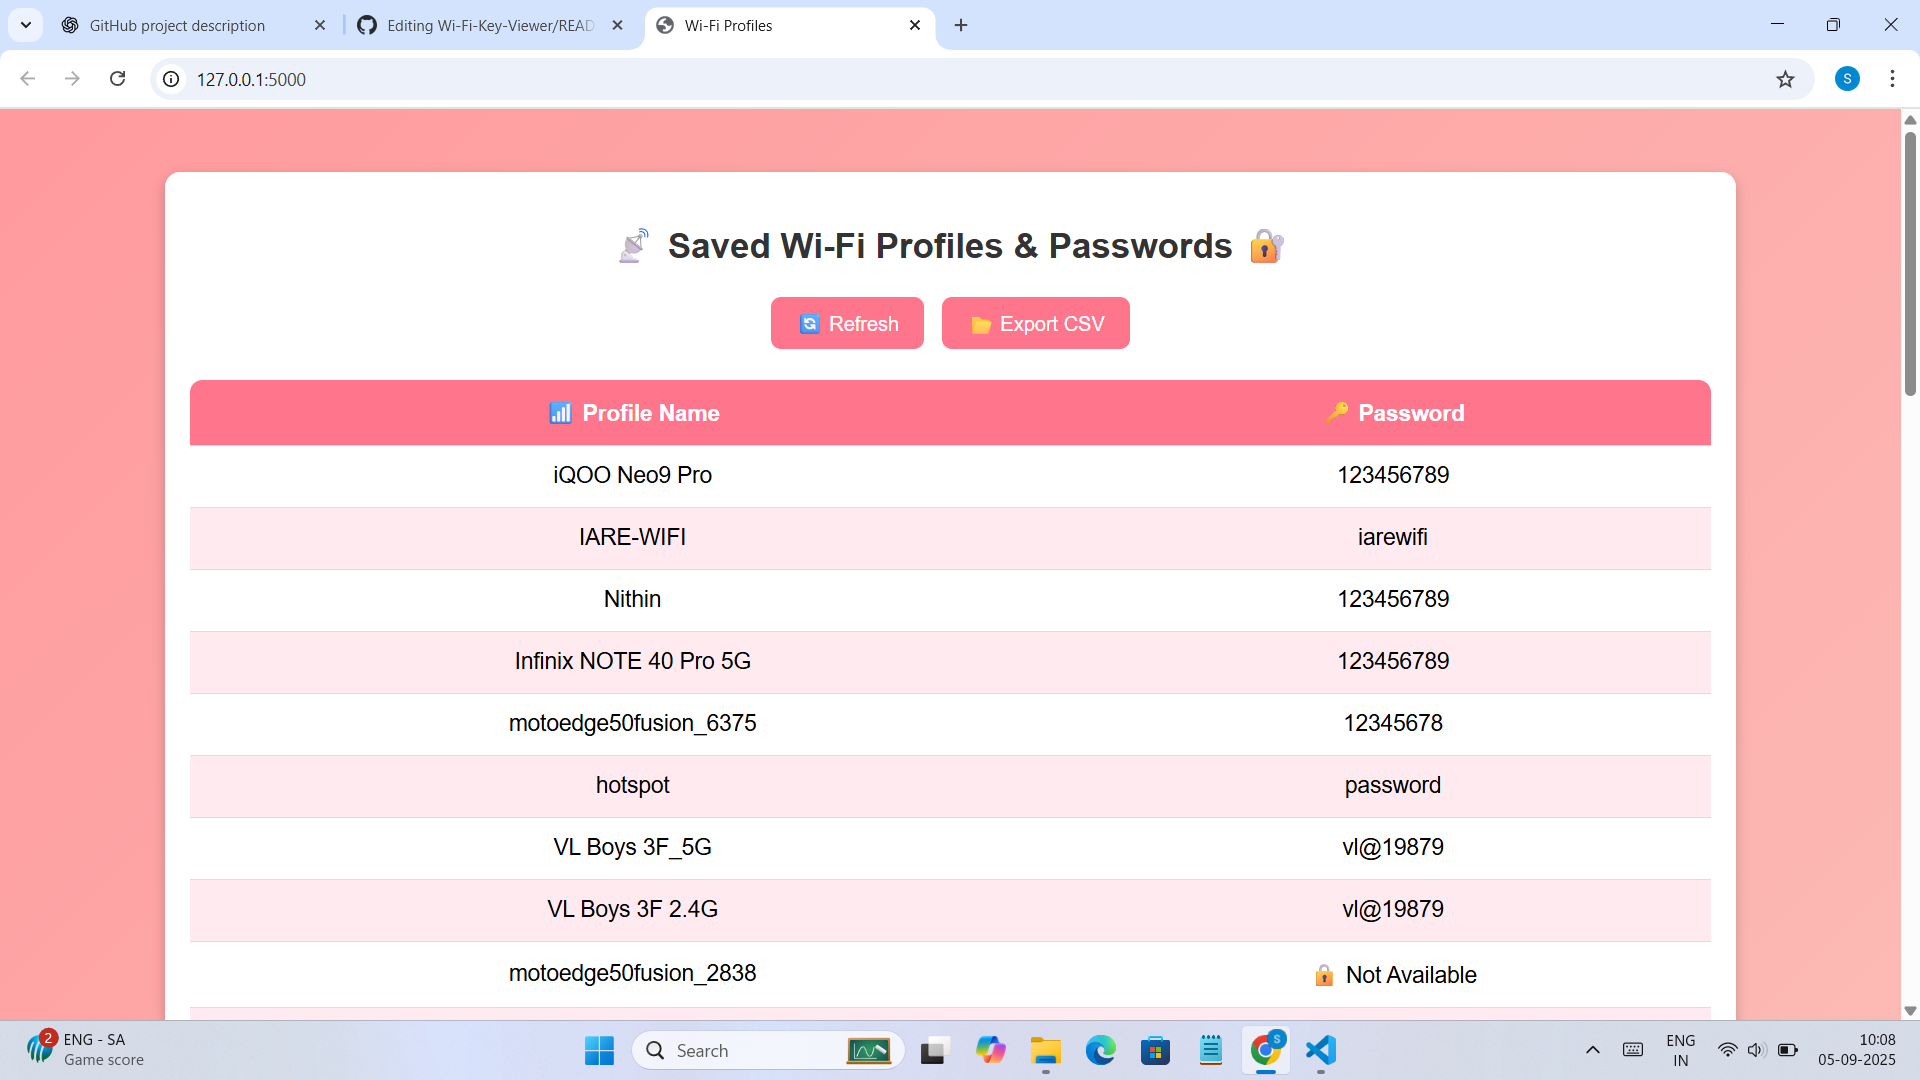 GitHub project description
Editing Wi-Fi-Key-Viewer/READ
Wi-Fi Profiles
127.0.0.1:5000
S
Saved Wi-Fi Profiles & Passwords
Refresh
Export CSV
Profile Name Password
iQOO Neo9 Pro 123456789
IARE-WIFI iarewifi
Nithin 123456789
Infinix NOTE 40 Pro 5G 123456789
motoedge50fusion_6375 12345678
hotspot password
VL Boys 3F_5G vl@19879
VL Boys 3F 2.4G vl@19879
motoedge50fusion_2838 Not Available
2
ENG - SA
Game score
Search
S
ENG
IN
10:08
05-09-2025